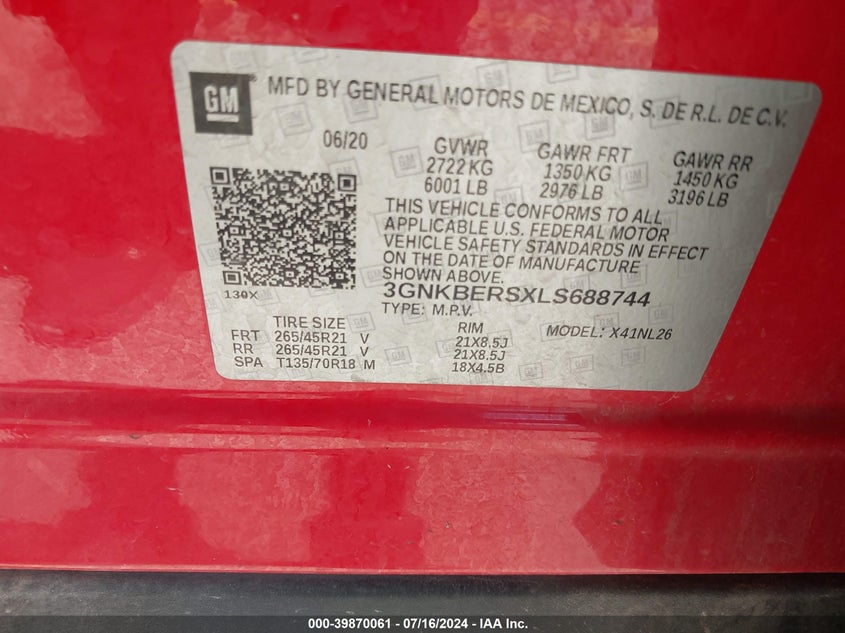 GM®
MFD BY GENERAL MOTORS DE MEXICO, S. DE R.L. DE C.V.
06/20
GVWR GAWR FRT GAWR RR
2722 KG 1350 KG 1450 KG
6001 LB 2976 LB 3196 LB
THIS VEHICLE CONFORMS TO ALL
APPLICABLE U.S. FEDERAL MOTOR
VEHICLE SAFETY STANDARDS IN EFFECT
ON THE DATE OF MANUFACTURE
SHOWN ABOVE.
130X
3GNKBERSXLS688744
TYPE: M.P.V.
TIRE SIZE RIM MODEL: X41NL26
FRT 265/45R21 V 21X8.5J
RR 265/45R21 V 21X8.5J
SPA T135/70R18 M 18X4.5B
000-39870061 - 07/16/2024 - IAA Inc.